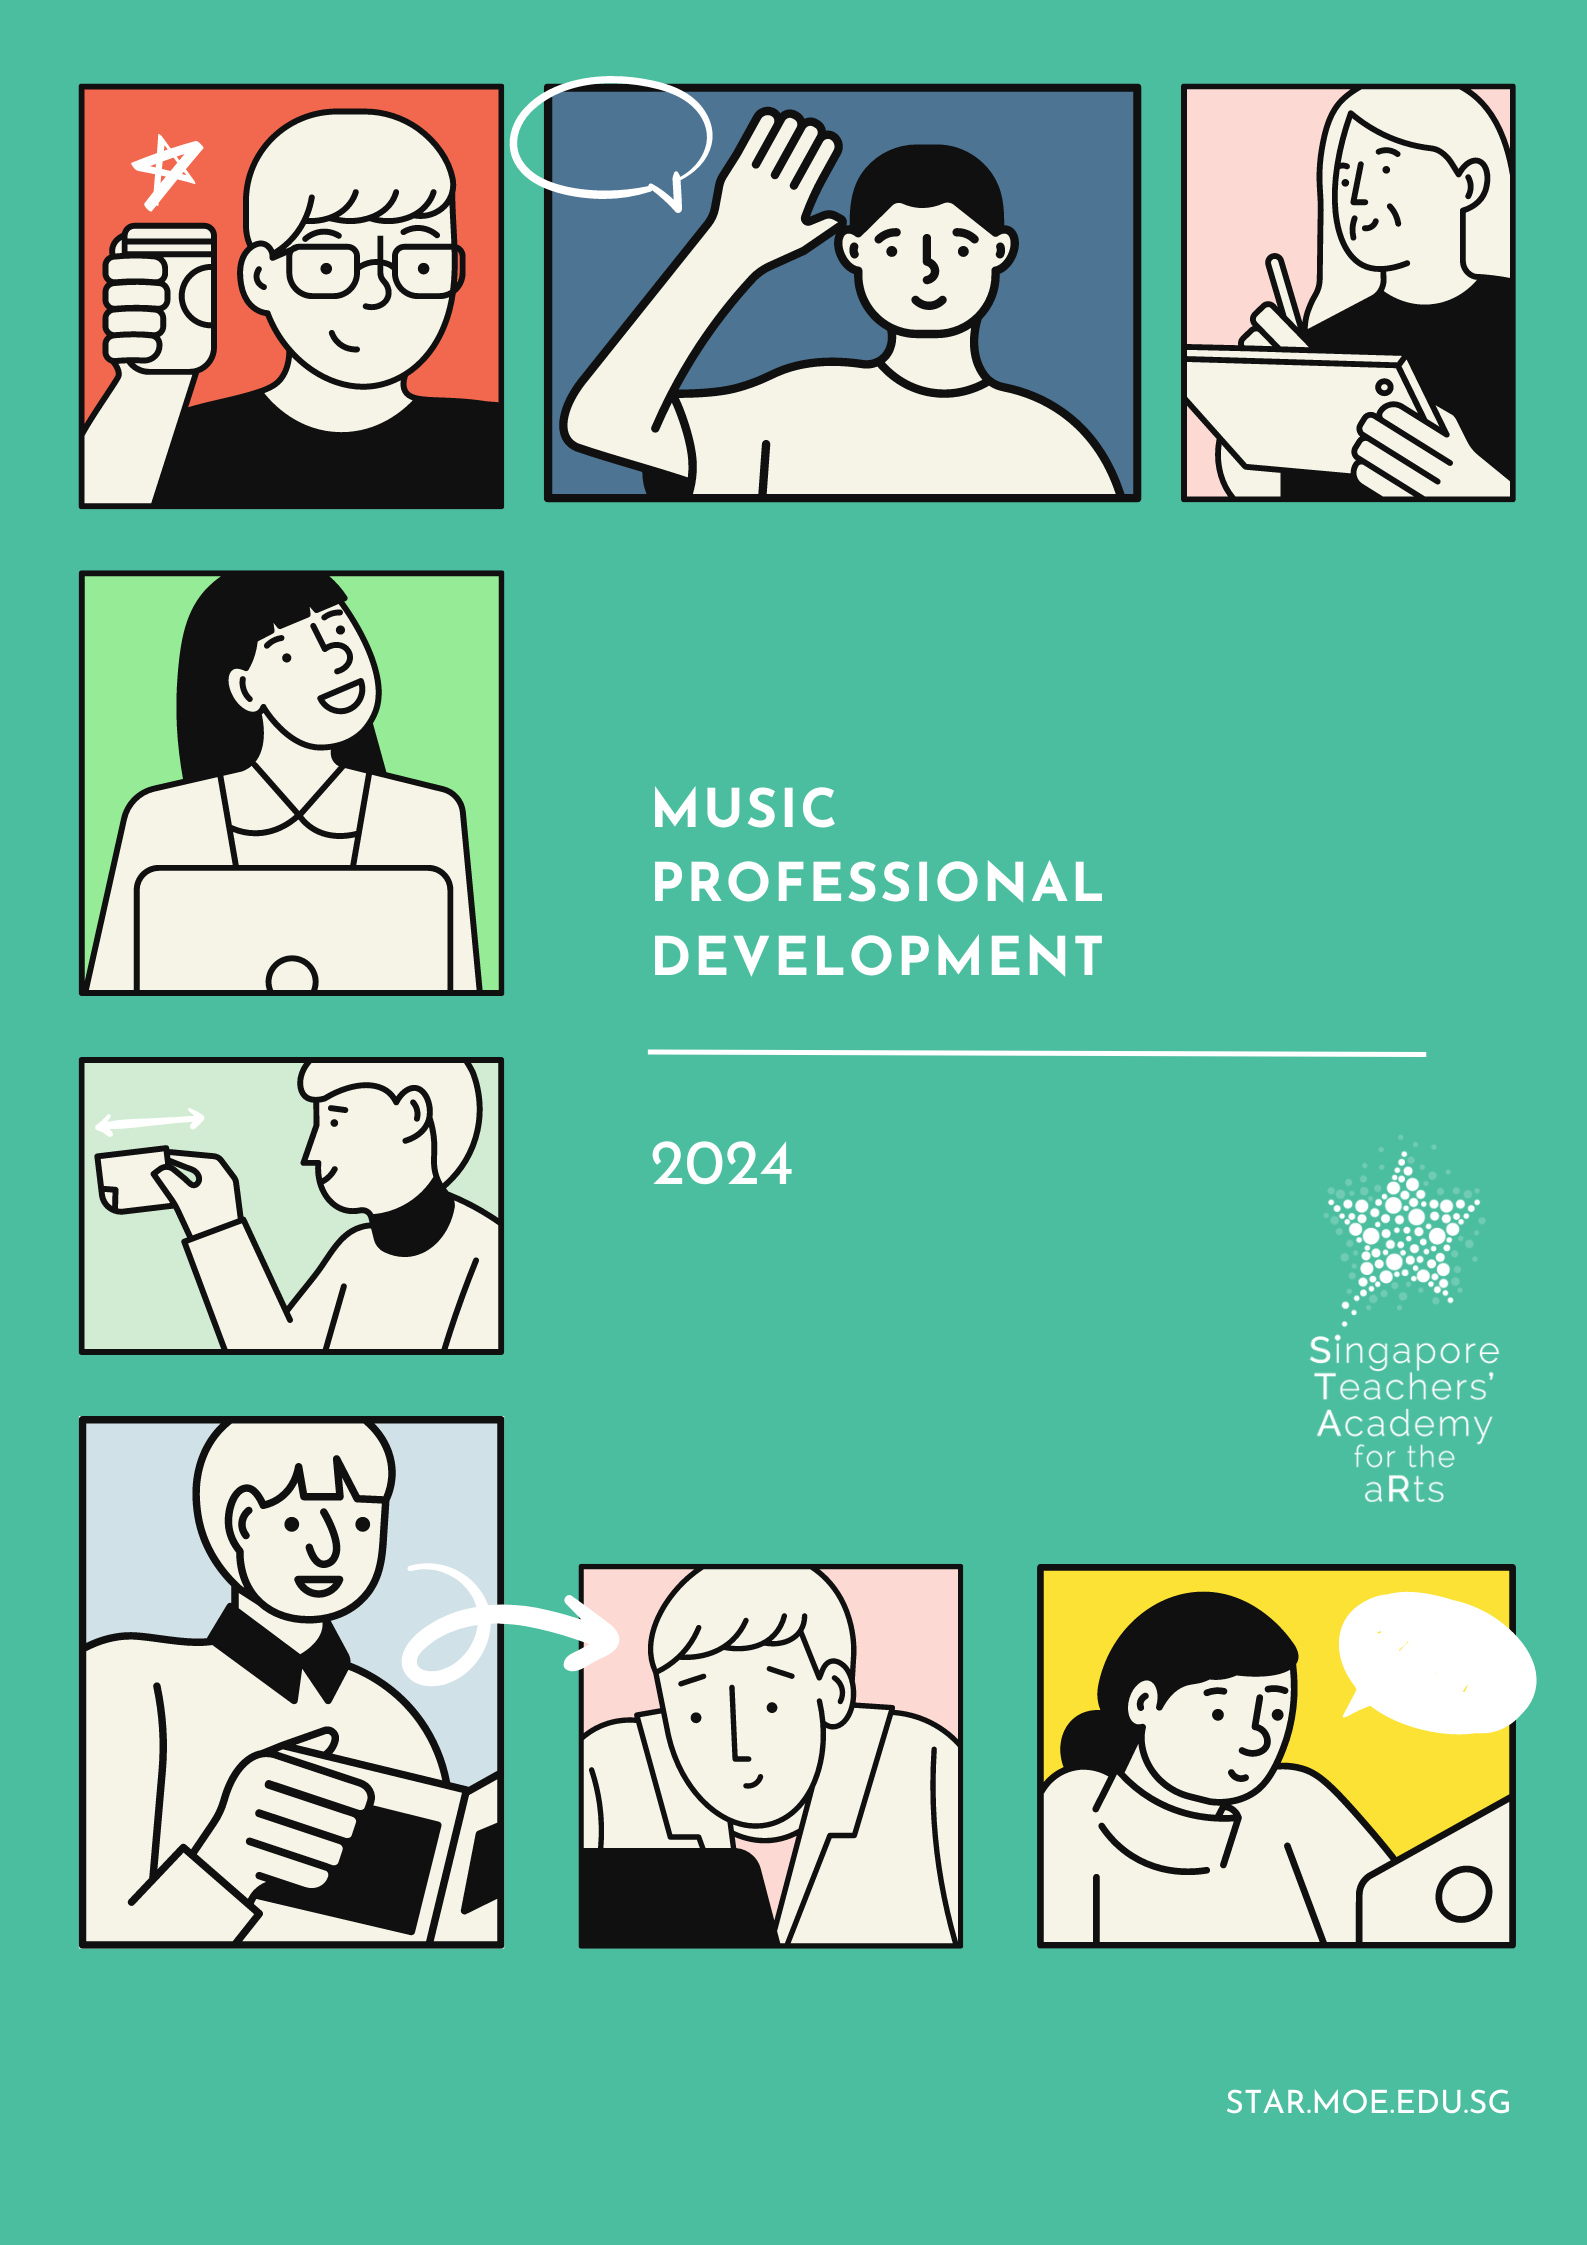 MUSIC
PROFESSIONAL
DEVELOPMENT
2024
Singapore
Teachers'
Academy
for the
aRts
STAR.MOE.EDU.SG